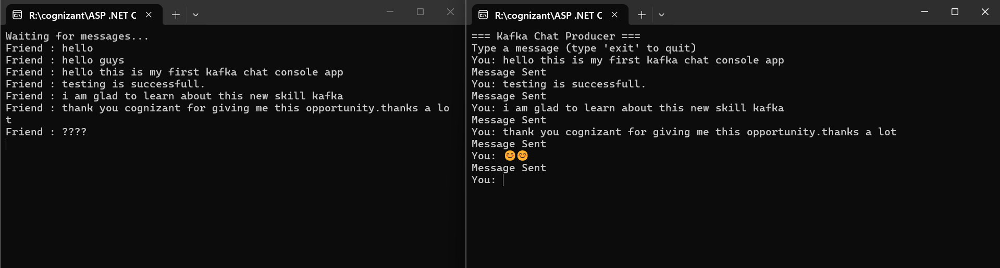 R:\cognizant\ASP .NET C
Waiting for messages...
Friend : hello
Friend : hello guys
Friend : hello this is my first kafka chat console app
Friend : testing is successfull.
Friend : i am glad to learn about this new skill kafka
Friend : thank you cognizant for giving me this opportunity.thanks a lo
t
Friend : ????
R:\cognizant\ASP .NET C
=== Kafka Chat Producer ===
Type a message (type 'exit' to quit)
You: hello this is my first kafka chat console app
Message Sent
You: testing is successfull.
Message Sent
You: i am glad to learn about this new skill kafka
Message Sent
You: thank you cognizant for giving me this opportunity.thanks a lot
Message Sent
You: 😊😊
Message Sent
You: